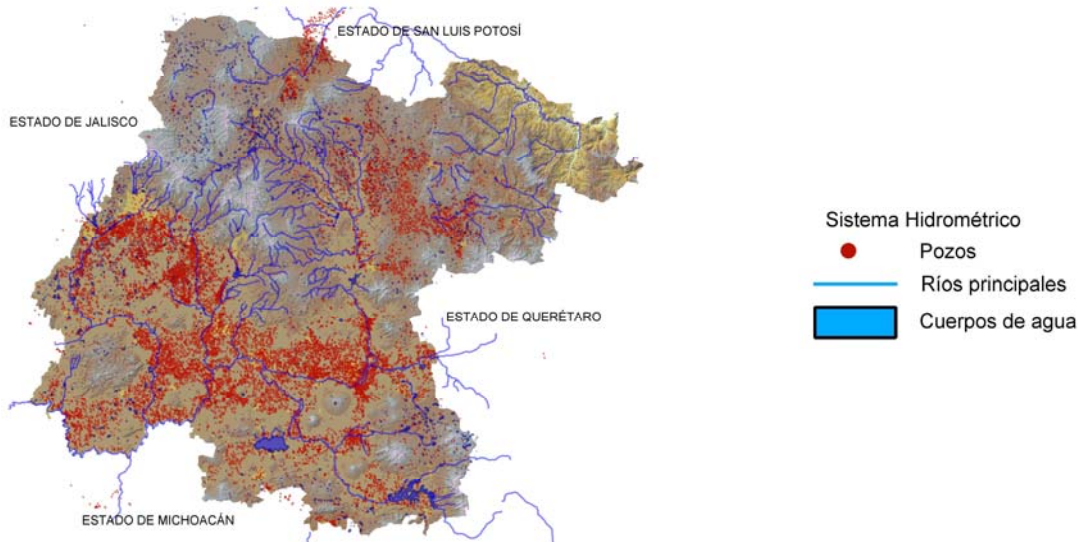 ESTADO DE SAN LUIS POTOSÍ
ESTADO DE JALISCO
ESTADO DE QUERÉTARO
ESTADO DE MICHOACÁN
Sistema Hidrométrico
Pozos
Ríos principales
Cuerpos de agua